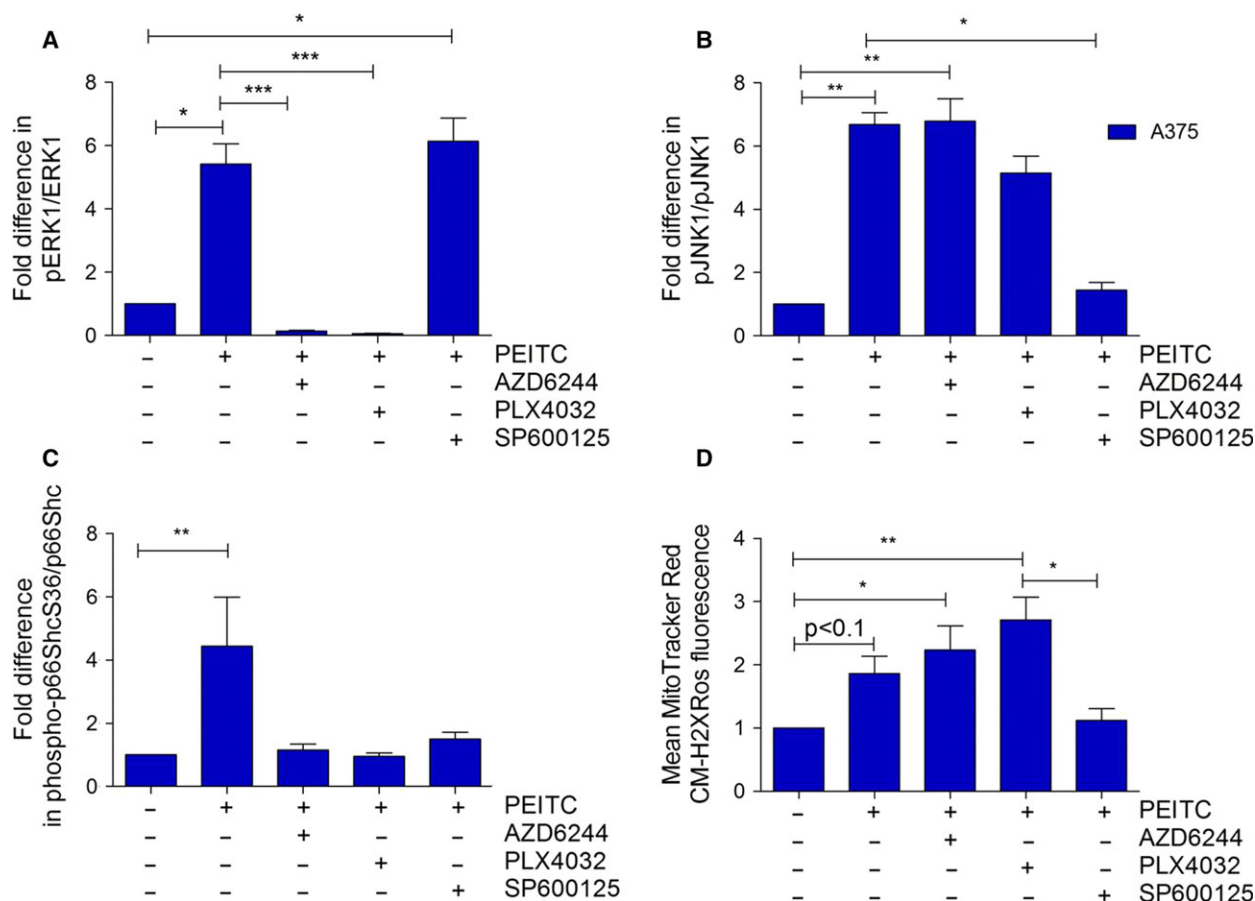 A
*
***
***
*
8
6
4
2
0
Fold difference in
pERK1/ERK1
– + + + + PEITC
– – + – – AZD6244
– – – + – PLX4032
– – – – + SP600125
B
*
**
**
8
6
4
2
0
Fold difference in
pJNK1/pJNK1
A375
– + + + + PEITC
– – + – – AZD6244
– – – + – PLX4032
– – – – + SP600125
C
**
8
6
4
2
0
Fold difference
in phospho-p66ShcS36/p66Shc
– + + + + PEITC
– – + – – AZD6244
– – – + – PLX4032
– – – – + SP600125
D
**
*
*
p<0.1
4
3
2
1
0
Mean MitoTracker Red
CM-H2XRos fluorescence
– + + + + PEITC
– – + – – AZD6244
– – – + – PLX4032
– – – – + SP600125